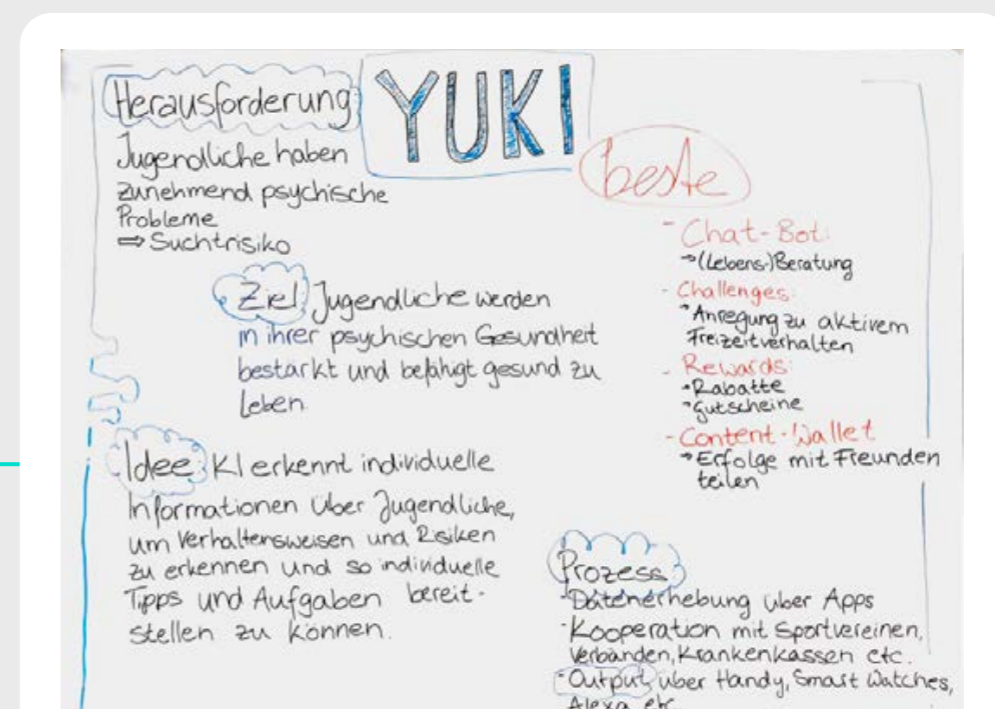 YUKI
Herausforderung
Jugendliche haben
zunehmend psychische
Probleme
⇒ Suchtrisiko
Ziel: Jugendliche werden
in ihrer psychischen Gesundheit
bestärkt und befähigt gesund zu
leben.
Idee: KI erkennt individuelle
Informationen über Jugendliche,
um Verhaltensweisen und Risiken
zu erkennen und so individuelle
Tipps und Aufgaben bereit-
stellen zu können.
beste
- Chat-Bot:
→ (Lebens-)Beratung
- Challenges:
→ Anregung zu aktivem
Freizeitverhalten
- Rewards:
→ Rabatte
→ Gutscheine
- Content-Wallet
→ Erfolge mit Freunden
teilen
Prozess
- Datenerhebung über Apps
- Kooperation mit Sportvereinen,
Verbänden, Krankenkassen etc.
- Output über Handy, Smart Watches,
Alexa etc.